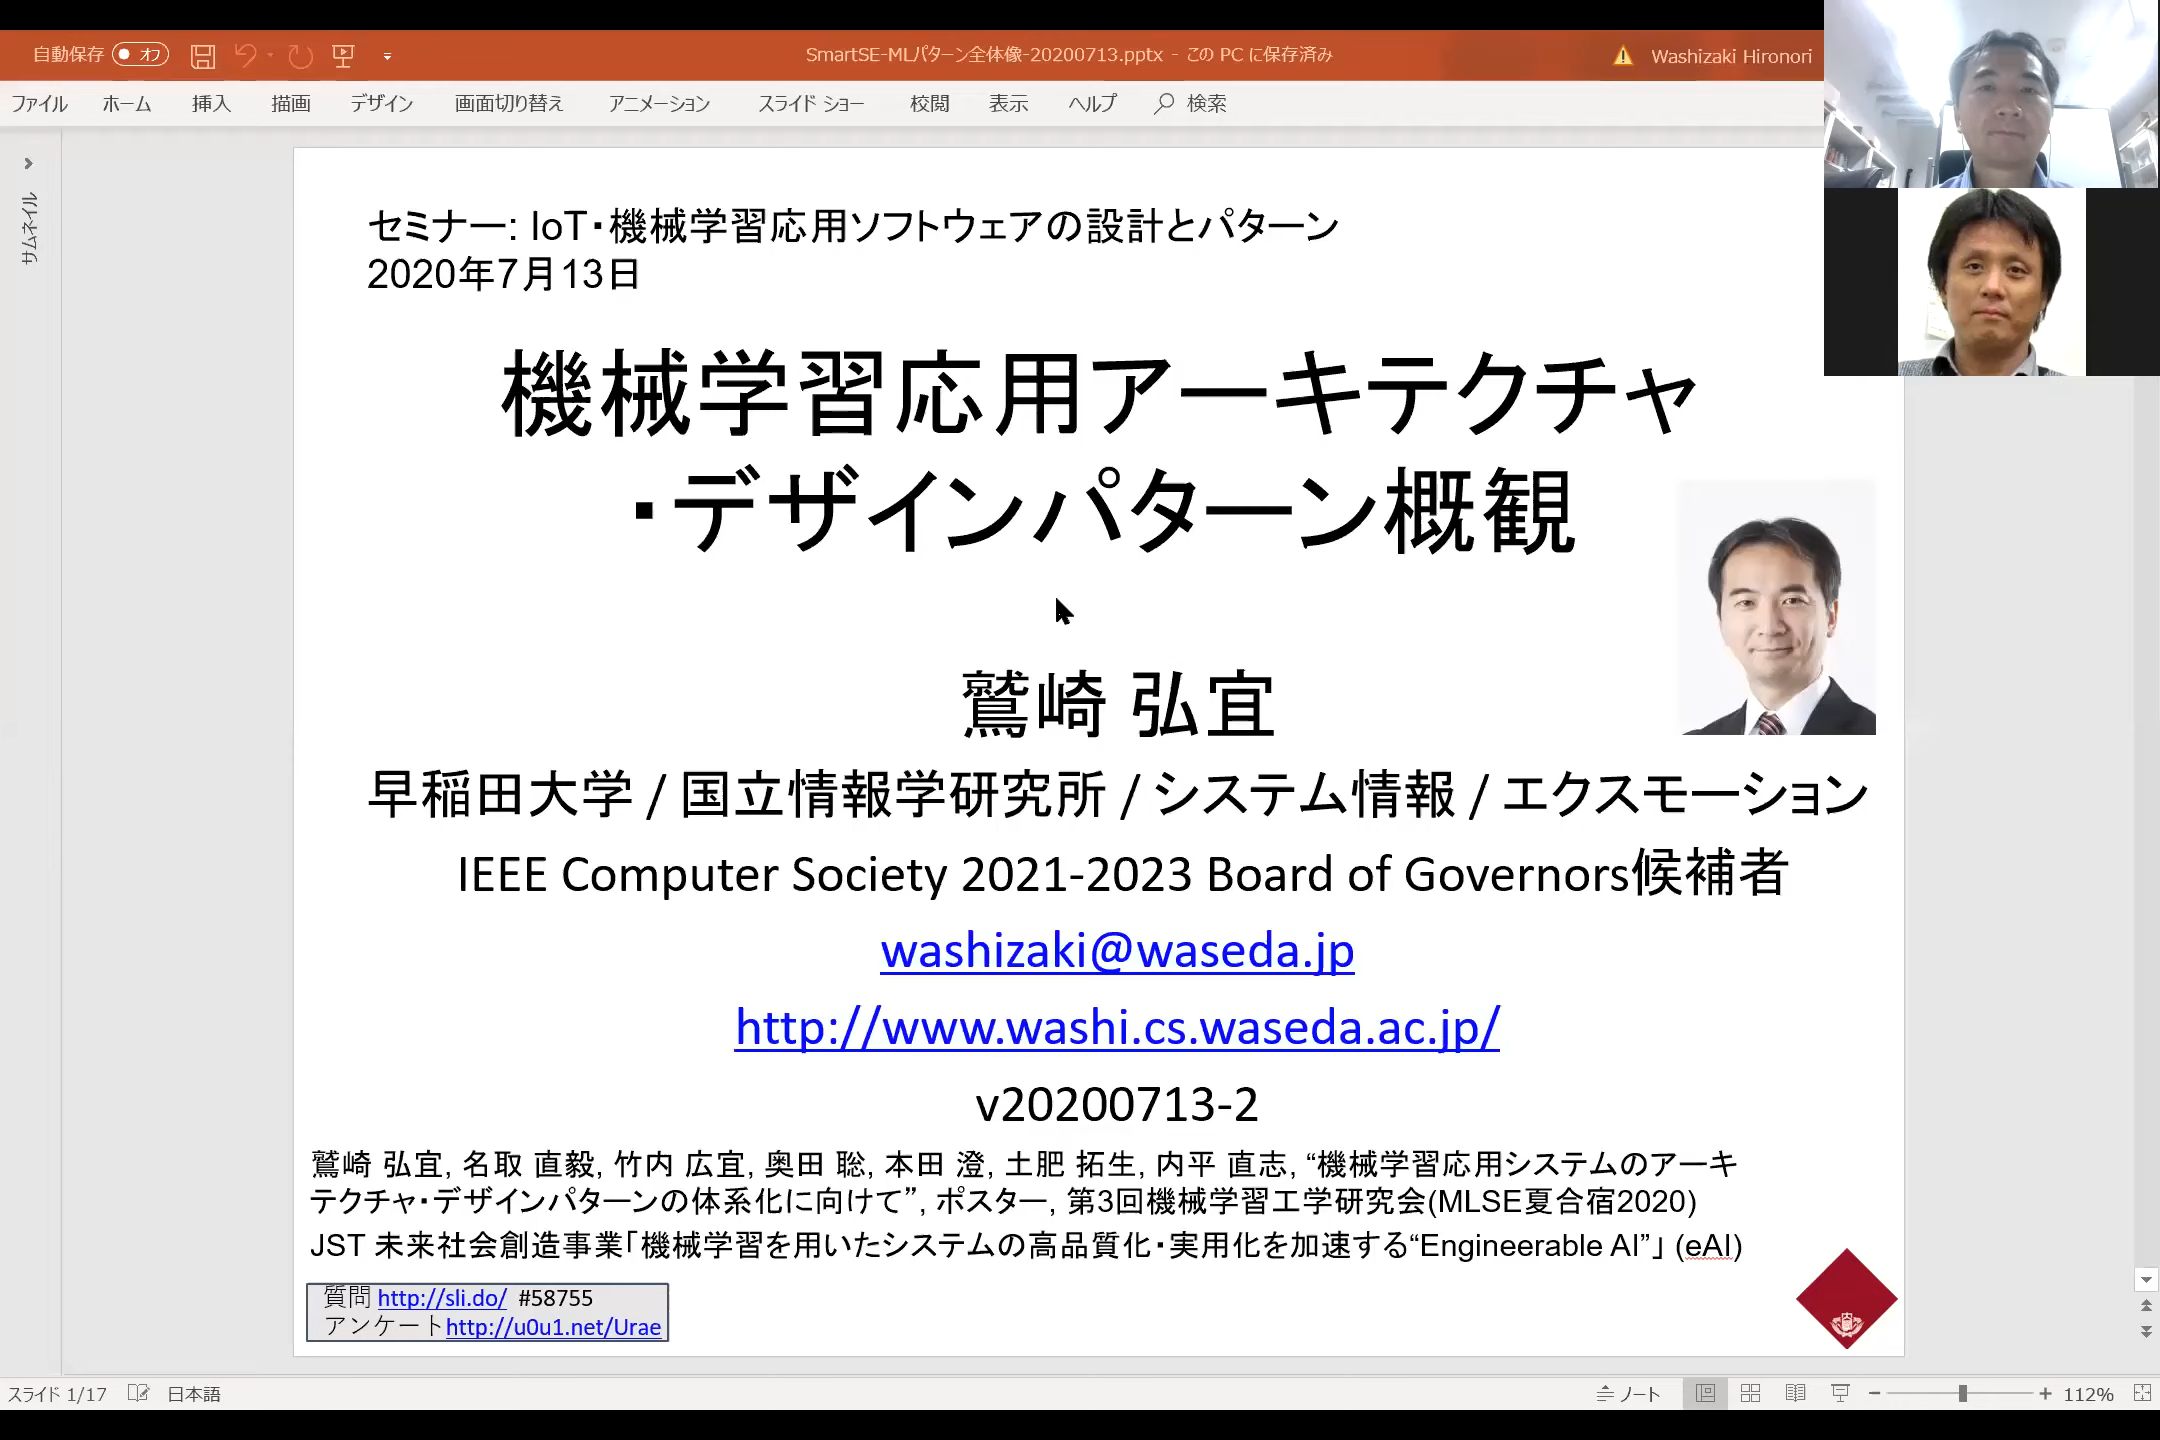 自動保存 オフ
SmartSE-MLパターン全体像-20200713.pptx - この PC に保存済み
Washizaki Hironori
ファイル ホーム 挿入 描画 デザイン 画面切り替え アニメーション スライド ショー 校閲 表示 ヘルプ 検索
サムネイル
セミナー: IoT・機械学習応用ソフトウェアの設計とパターン
2020年7月13日
機械学習応用アーキテクチャ
・デザインパターン概観
鷲崎 弘宜
早稲田大学 / 国立情報学研究所 / システム情報 / エクスモーション
IEEE Computer Society 2021-2023 Board of Governors候補者
washizaki@waseda.jp
http://www.washi.cs.waseda.ac.jp/
v20200713-2
鷲崎 弘宜, 名取 直毅, 竹内 広宜, 奥田 聡, 本田 澄, 土肥 拓生, 内平 直志, “機械学習応用システムのアーキ
テクチャ・デザインパターンの体系化に向けて”, ポスター, 第3回機械学習工学研究会(MLSE夏合宿2020)
JST 未来社会創造事業「機械学習を用いたシステムの高品質化・実用化を加速する“Engineerable AI”」 (eAI)
質問 http://sli.do/ #58755
アンケート http://u0u1.net/Urae
スライド 1/17 日本語 ノート 112%